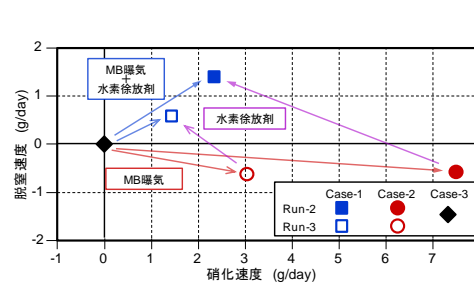 2
1
0
-1
-2
脱窒速度 (g/day)
MB曝気
＋
水素徐放剤
水素徐放剤
MB曝気
Case-1 Case-2 Case-3
Run-2
Run-3
-1 0 1 2 3 4 5 6 7
硝化速度 (g/day)